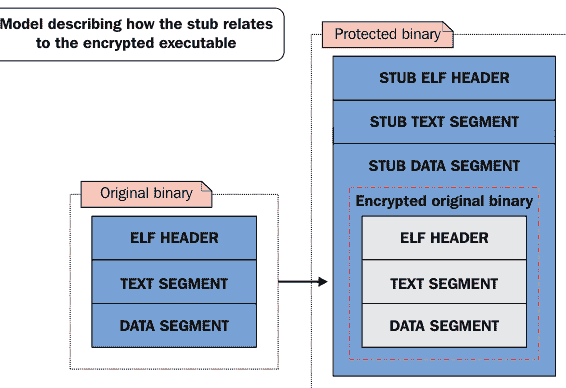 Model describing how the stub relates
to the encrypted executable
Protected binary
STUB ELF HEADER
STUB TEXT SEGMENT
STUB DATA SEGMENT
Original binary
ELF HEADER
TEXT SEGMENT
DATA SEGMENT
Encrypted original binary
ELF HEADER
TEXT SEGMENT
DATA SEGMENT